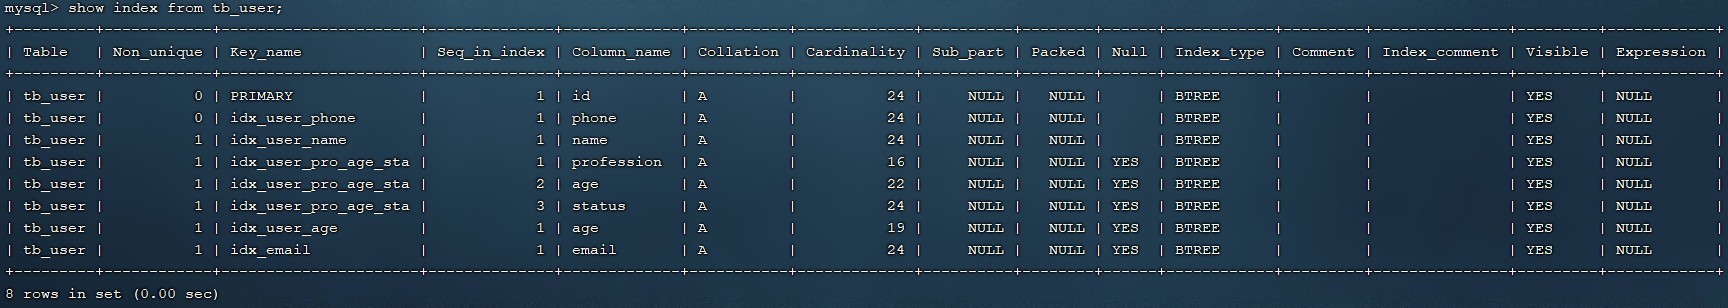 mysql> show index from tb_user;
+---------+------------+----------------------+--------------+-------------+-----------+-------------+----------+--------+------+------------+---------+---------------+---------+------------+
| Table   | Non_unique | Key_name             | Seq_in_index | Column_name | Collation | Cardinality | Sub_part | Packed | Null | Index_type | Comment | Index_comment | Visible | Expression |
+---------+------------+----------------------+--------------+-------------+-----------+-------------+----------+--------+------+------------+---------+---------------+---------+------------+
| tb_user |          0 | PRIMARY              |            1 | id          | A         |          24 |     NULL |   NULL |      | BTREE      |         |               | YES     | NULL       |
| tb_user |          0 | idx_user_phone       |            1 | phone       | A         |          24 |     NULL |   NULL |      | BTREE      |         |               | YES     | NULL       |
| tb_user |          1 | idx_user_name        |            1 | name        | A         |          24 |     NULL |   NULL |      | BTREE      |         |               | YES     | NULL       |
| tb_user |          1 | idx_user_pro_age_sta |            1 | profession  | A         |          16 |     NULL |   NULL | YES  | BTREE      |         |               | YES     | NULL       |
| tb_user |          1 | idx_user_pro_age_sta |            2 | age         | A         |          22 |     NULL |   NULL | YES  | BTREE      |         |               | YES     | NULL       |
| tb_user |          1 | idx_user_pro_age_sta |            3 | status      | A         |          24 |     NULL |   NULL | YES  | BTREE      |         |               | YES     | NULL       |
| tb_user |          1 | idx_user_age         |            1 | age         | A         |          19 |     NULL |   NULL | YES  | BTREE      |         |               | YES     | NULL       |
| tb_user |          1 | idx_email            |            1 | email       | A         |          24 |     NULL |   NULL | YES  | BTREE      |         |               | YES     | NULL       |
+---------+------------+----------------------+--------------+-------------+-----------+-------------+----------+--------+------+------------+---------+---------------+---------+------------+
8 rows in set (0.00 sec)